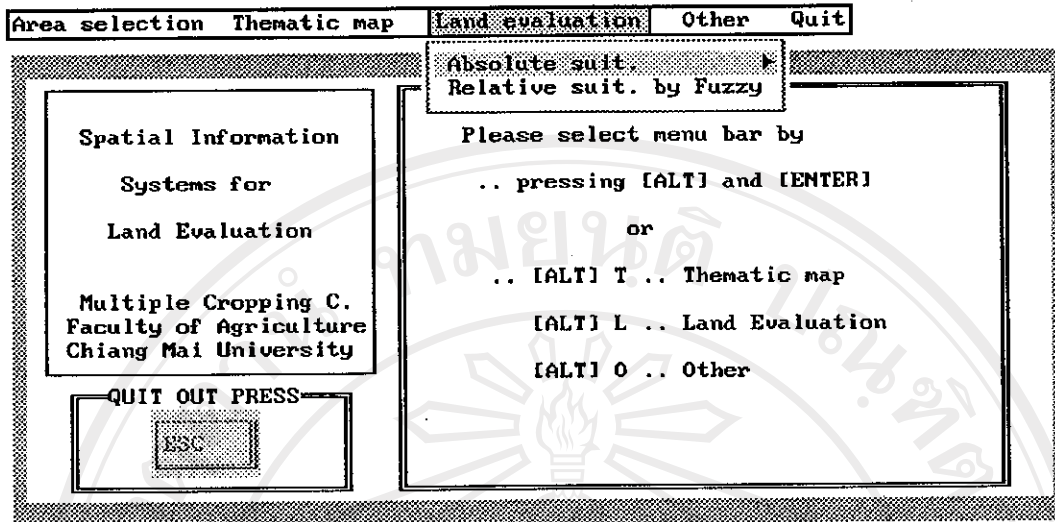 Area selection Thematic map Land evaluation Other Quit
Absolute suit.
Relative suit. by Fuzzy
Spatial Information
Systems for
Land Evaluation
Multiple Cropping C.
Faculty of Agriculture
Chiang Mai University
QUIT OUT PRESS
ESC
Please select menu bar by
.. pressing [ALT] and [ENTER]
or
.. [ALT] T .. Thematic map
[ALT] L .. Land Evaluation
[ALT] O .. Other